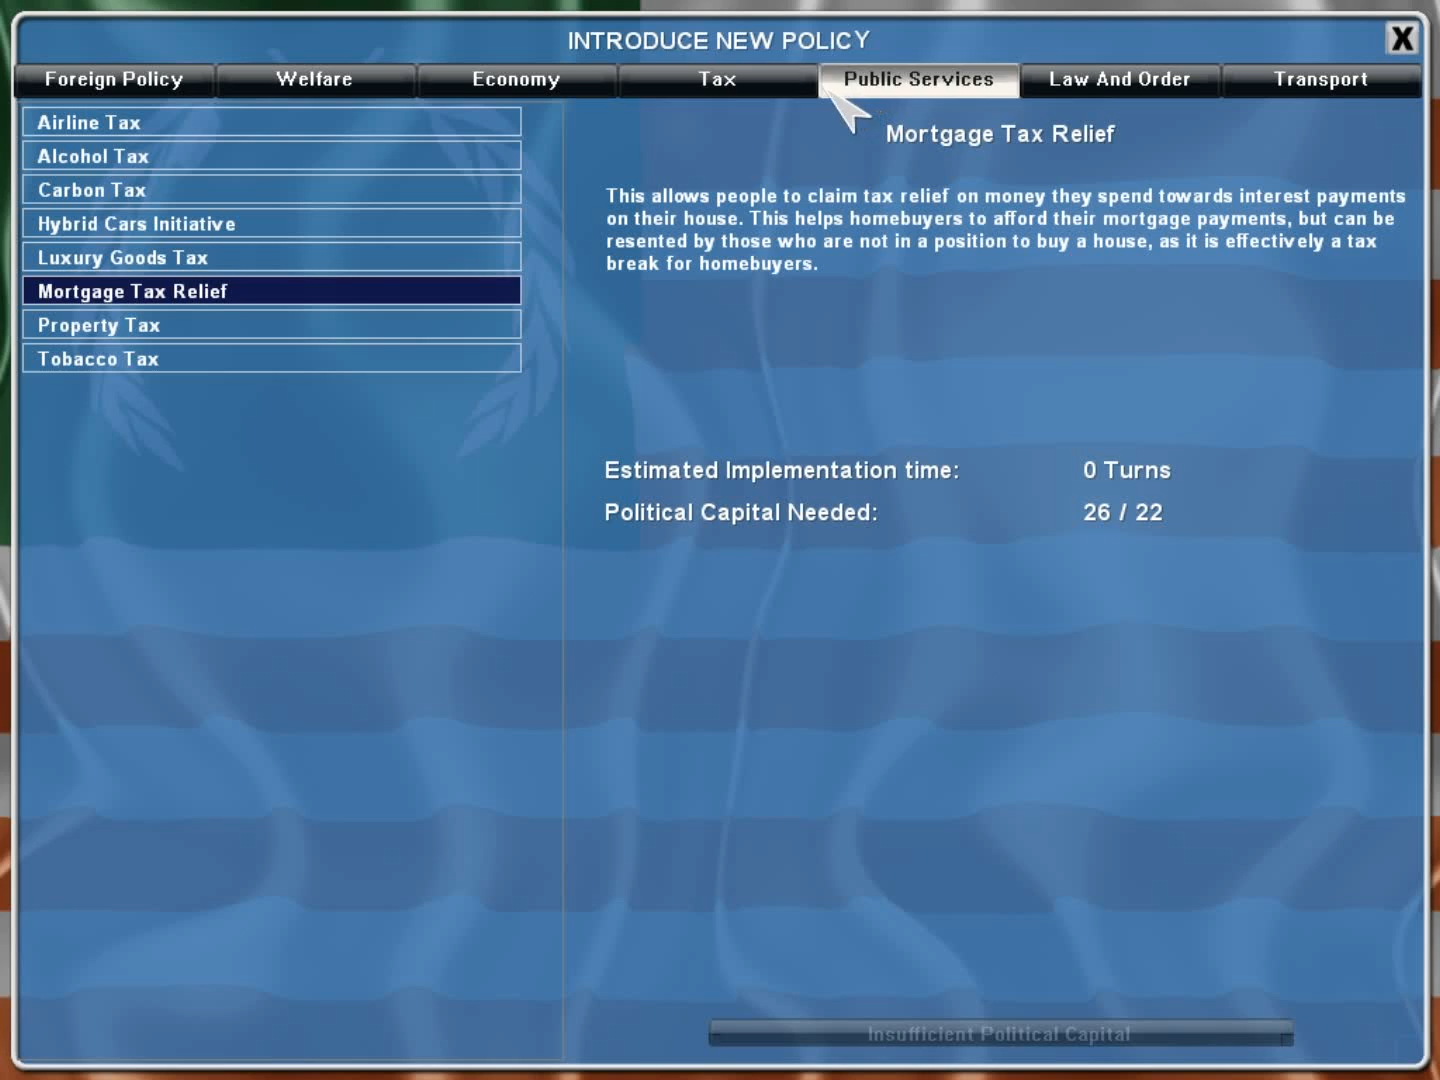 INTRODUCE NEW POLICY
X
Foreign Policy
Welfare
Economy
Tax
Public Services
Law And Order
Transport
Airline Tax
Alcohol Tax
Carbon Tax
Hybrid Cars Initiative
Luxury Goods Tax
Mortgage Tax Relief
Property Tax
Tobacco Tax
Mortgage Tax Relief
This allows people to claim tax relief on money they spend towards interest payments
on their house. This helps homebuyers to afford their mortgage payments, but can be
resented by those who are not in a position to buy a house, as it is effectively a tax
break for homebuyers.
Estimated Implementation time: 0 Turns
Political Capital Needed: 26 / 22
Insufficient Political Capital